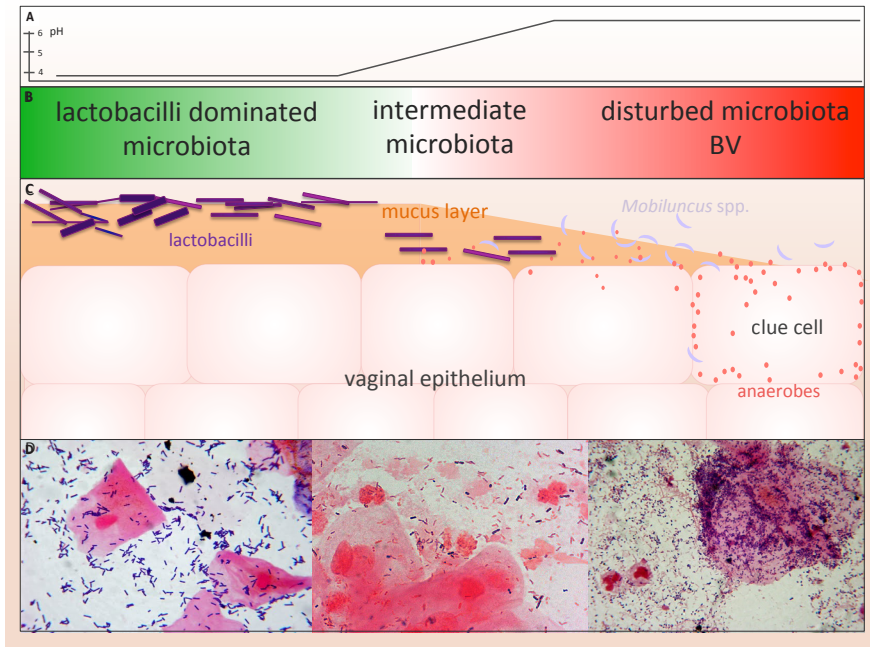 A
6
pH
5
4
B
lactobacilli dominated
microbiota
intermediate
microbiota
disturbed microbiota
BV
C
mucus layer
Mobiluncus spp.
lactobacilli
clue cell
vaginal epithelium
anaerobes
D